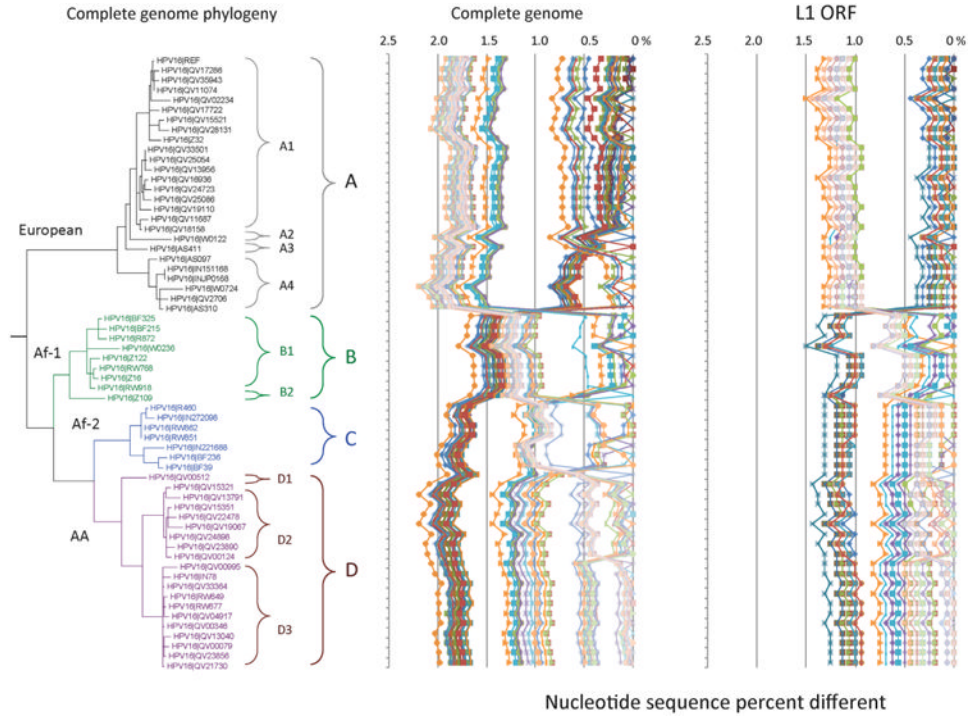 Complete genome phylogeny
Complete genome
L1 ORF
2.5 2.0 1.5 1.0 0.5 0 %
2.5 2.0 1.5 1.0 0.5 0 %
HPV16|REF
HPV16|QV17286
HPV16|QV35943
HPV16|QV11074
HPV16|QV02234
HPV16|QV17722
HPV16|QV15521
HPV16|QV28131
HPV16|Z32
HPV16|QV33501
HPV16|QV25054
HPV16|QV13956
HPV16|QV16936
HPV16|QV24723
HPV16|QV25086
HPV16|QV19110
HPV16|QV11687
HPV16|QV18158
HPV16|W0122
HPV16|AS411
HPV16|AS097
HPV16|IN151168
HPV16|INJP0168
HPV16|W0724
HPV16|QV2706
HPV16|AS310
A1
A2
A3
A4
A
European
HPV16|BF325
HPV16|BF215
HPV16|R872
HPV16|W0236
HPV16|Z122
HPV16|RW768
HPV16|Z16
HPV16|RW918
HPV16|Z109
B1
B2
B
Af-1
HPV16|R460
HPV16|IN272096
HPV16|RW862
HPV16|RW851
HPV16|IN221686
HPV16|BF236
HPV16|BF39
C
Af-2
HPV16|QV00512
HPV16|QV15321
HPV16|QV13791
HPV16|QV15351
HPV16|QV22478
HPV16|QV19067
HPV16|QV24898
HPV16|QV23890
HPV16|QV00124
HPV16|QV00995
HPV16|IN78
HPV16|QV33364
HPV16|RW649
HPV16|RW677
HPV16|QV04917
HPV16|QV00346
HPV16|QV13040
HPV16|QV00079
HPV16|QV23856
HPV16|QV21730
D1
D2
D3
D
AA
Nucleotide sequence percent different